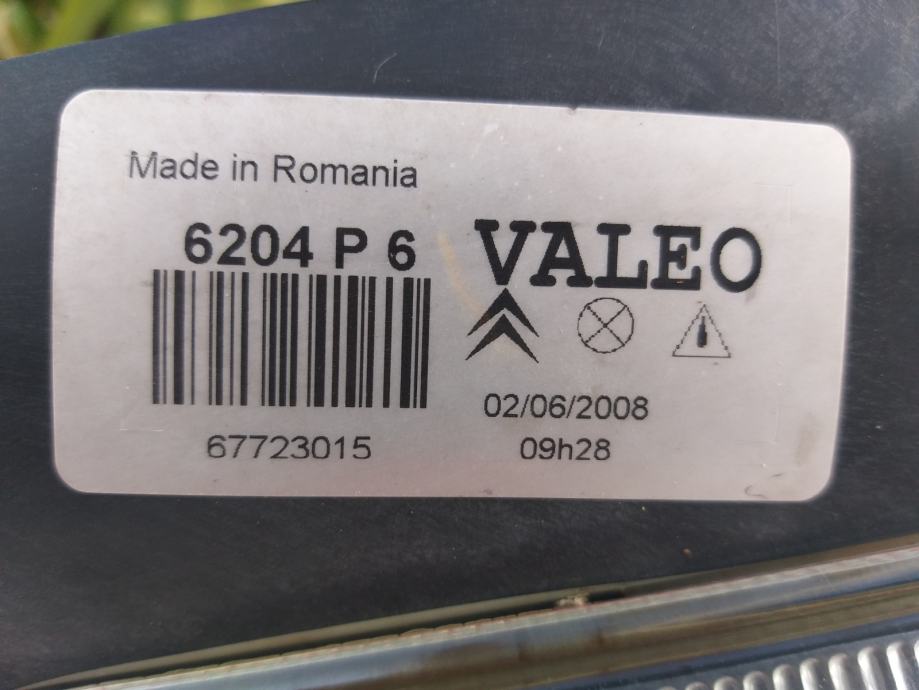 Made in Romania
6204 P 6
VALEO
02/06/2008
67723015
09h28